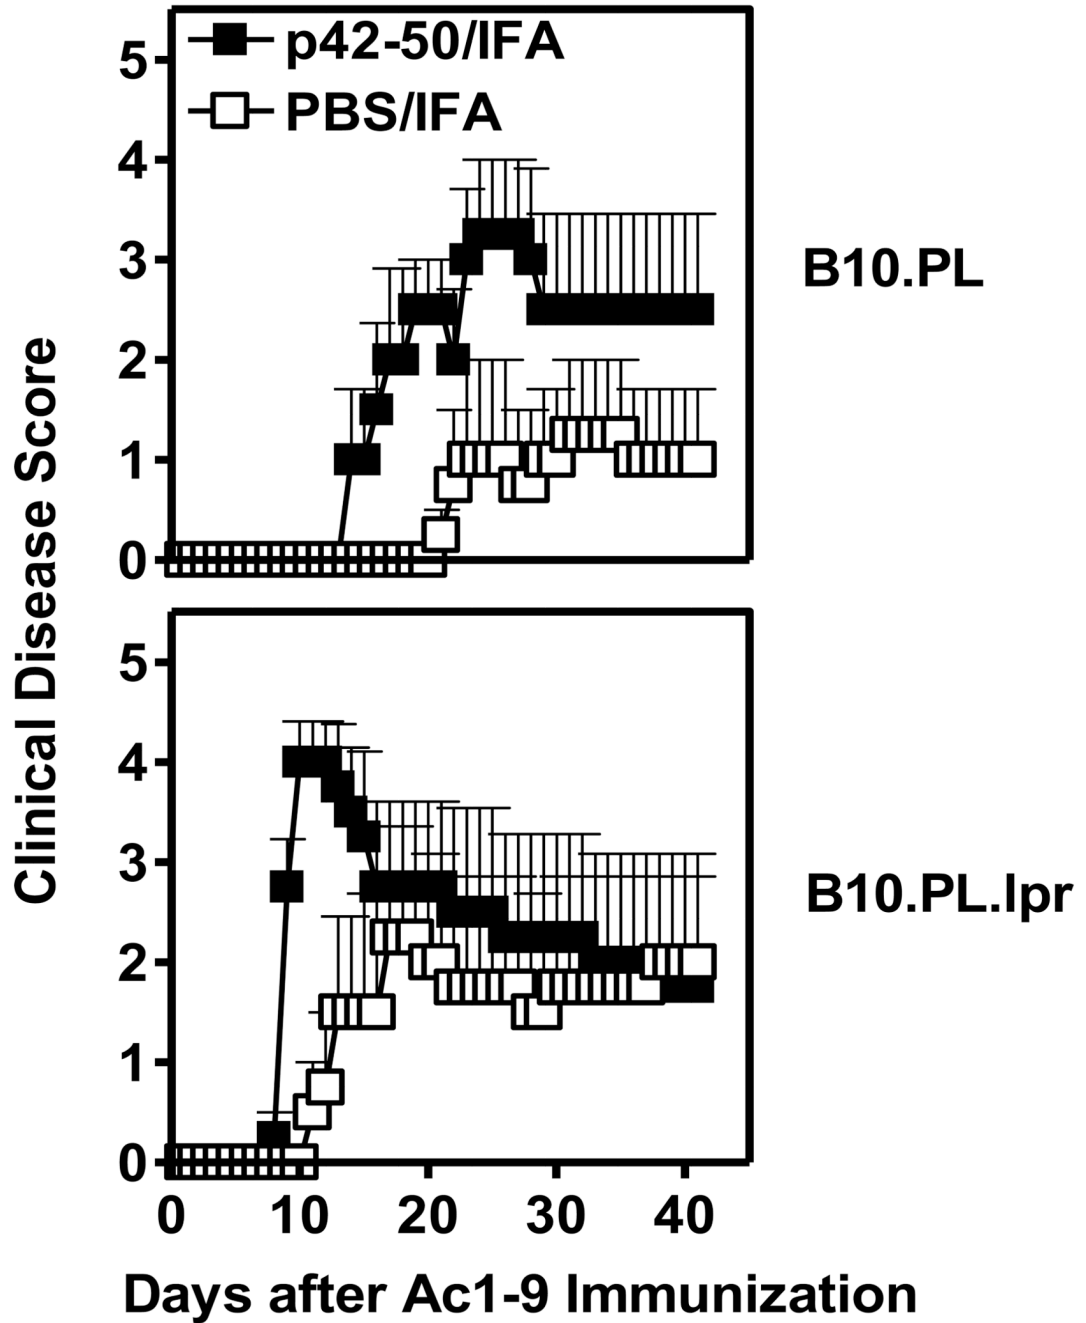 p42-50/IFA
PBS/IFA
5
4
3
2
1
0
B10.PL
Clinical Disease Score
5
4
3
2
1
0
B10.PL.lpr
0 10 20 30 40
Days after Ac1-9 Immunization